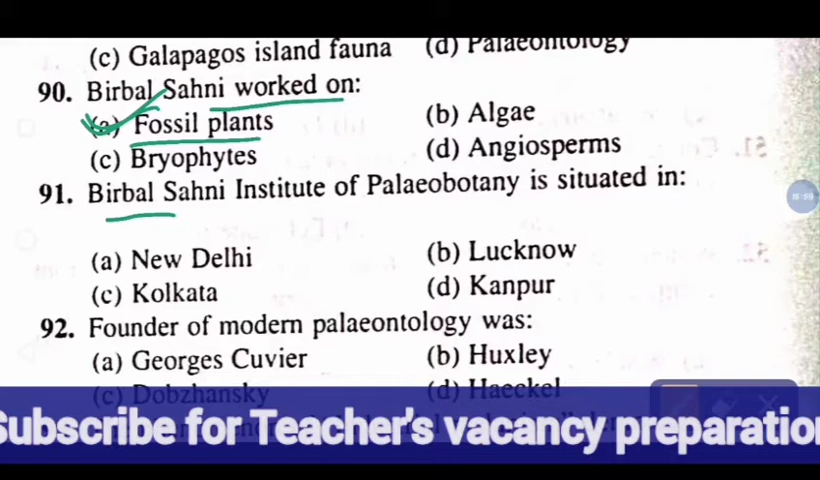 (c) Galapagos island fauna (d) Palaeontology
90. Birbal Sahni worked on:
(a) Fossil plants (b) Algae
(c) Bryophytes (d) Angiosperms
91. Birbal Sahni Institute of Palaeobotany is situated in:
(a) New Delhi (b) Lucknow
(c) Kolkata (d) Kanpur
92. Founder of modern palaeontology was:
(a) Georges Cuvier (b) Huxley
(c) Dobzhansky (d) Haeckel
Subscribe for Teacher's vacancy preparation